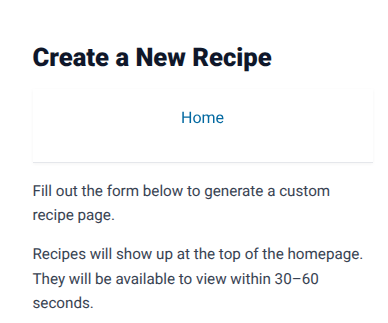 Create a New Recipe
Home
Fill out the form below to generate a custom
recipe page.
Recipes will show up at the top of the homepage.
They will be available to view within 30–60
seconds.